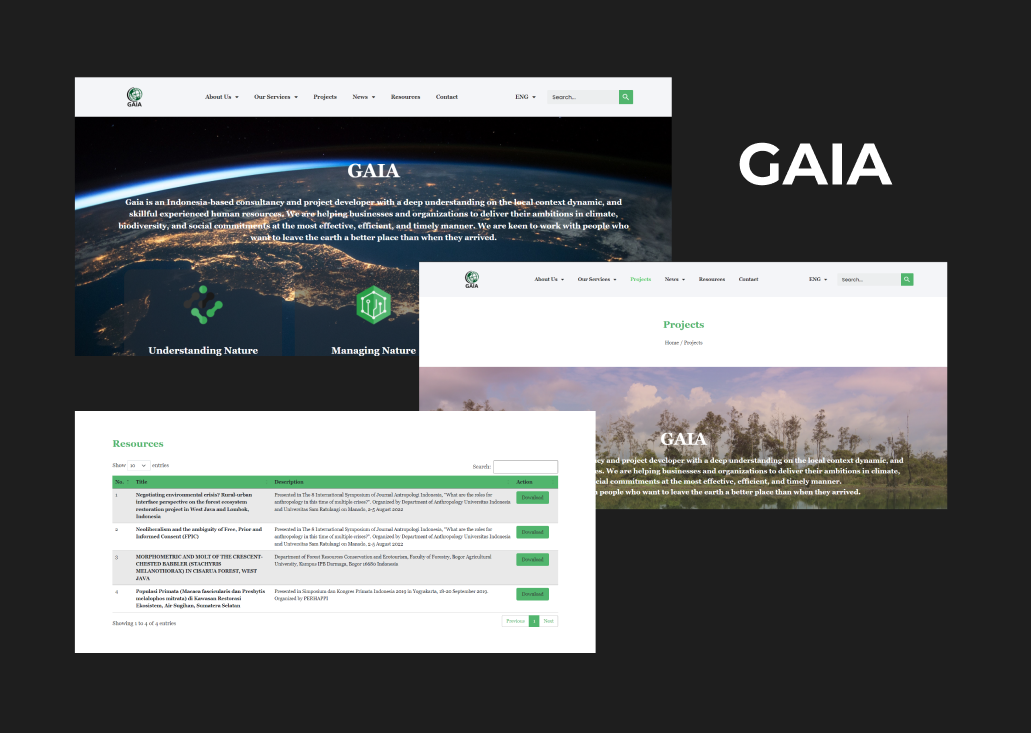 GAIA
About Us
Our Services
Projects
News
Resources
Contact
ENG
Search...
GAIA
Gaia is an Indonesia-based consultancy and project developer with a deep understanding on the local context dynamic, and
skillful experienced human resources. We are helping businesses and organizations to deliver their ambitions in climate,
biodiversity, and social commitments at the most effective, efficient, and timely manner. We are keen to work with people who
want to leave the earth a better place than when they arrived.
Understanding Nature
Managing Nature
GAIA
GAIA
About Us
Our Services
Projects
News
Resources
Contact
ENG
Search...
Projects
Home / Projects
GAIA
cy and project developer with a deep understanding on the local context dynamic, and
es. We are helping businesses and organizations to deliver their ambitions in climate,
cial commitments at the most effective, efficient, and timely manner.
people who want to leave the earth a better place than when they arrived.
Resources
Show 10 entries
Search:
No. Title Description Action
1
Negotiating environmental crisis? Rural-urban
interface perspective on the forest ecosystem
restoration project in West Java and Lombok,
Indonesia
Presented in The 8 International Symposium of Journal Antropologi Indonesia, "What are the roles for
anthropology in this time of multiple crises?". Organized by Department of Anthropology Universitas Indonesia
and Universitas Sam Ratulangi on Manado, 2-5 August 2022
Download
2
Neoliberalism and the ambiguity of Free, Prior and
Informed Consent (FPIC)
Presented in The 8 International Symposium of Journal Antropologi Indonesia, "What are the roles for
anthropology in this time of multiple crises?". Organized by Department of Anthropology Universitas Indonesia
and Universitas Sam Ratulangi on Manado, 2-5 August 2022
Download
3
MORPHOMETRIC AND MOLT OF THE CRESCENT-
CHESTED BABBLER (STACHYRIS
MELANOTHORAX) IN CISARUA FOREST, WEST
JAVA
Department of Forest Resources Conservation and Ecotourism, Faculty of Forestry, Bogor Agricultural
University, Kampus IPB Darmaga, Bogor 16680 Indonesia
Download
4
Populasi Primata (Macaca fascicularis dan Presbytis
melalophos mitrata) di Kawasan Restorasi
Ekosistem, Air Sugihan, Sumatera Selatan
Presented in Simposium dan Kongres Primata Indonesia 2019 in Yogyakarta, 18-20 September 2019.
Organized by PERHAPPI
Download
Showing 1 to 4 of 4 entries
Previous 1 Next